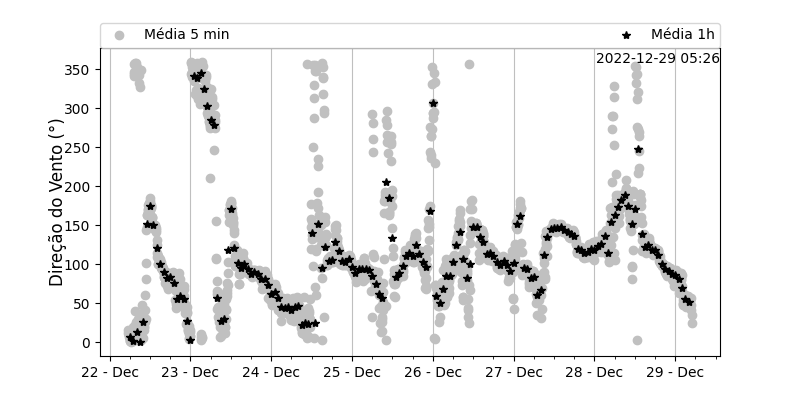 Média 5 min
Média 1h
2022-12-29 05:26
Direção do Vento (°)
350
300
250
200
150
100
50
0
22 - Dec
23 - Dec
24 - Dec
25 - Dec
26 - Dec
27 - Dec
28 - Dec
29 - Dec